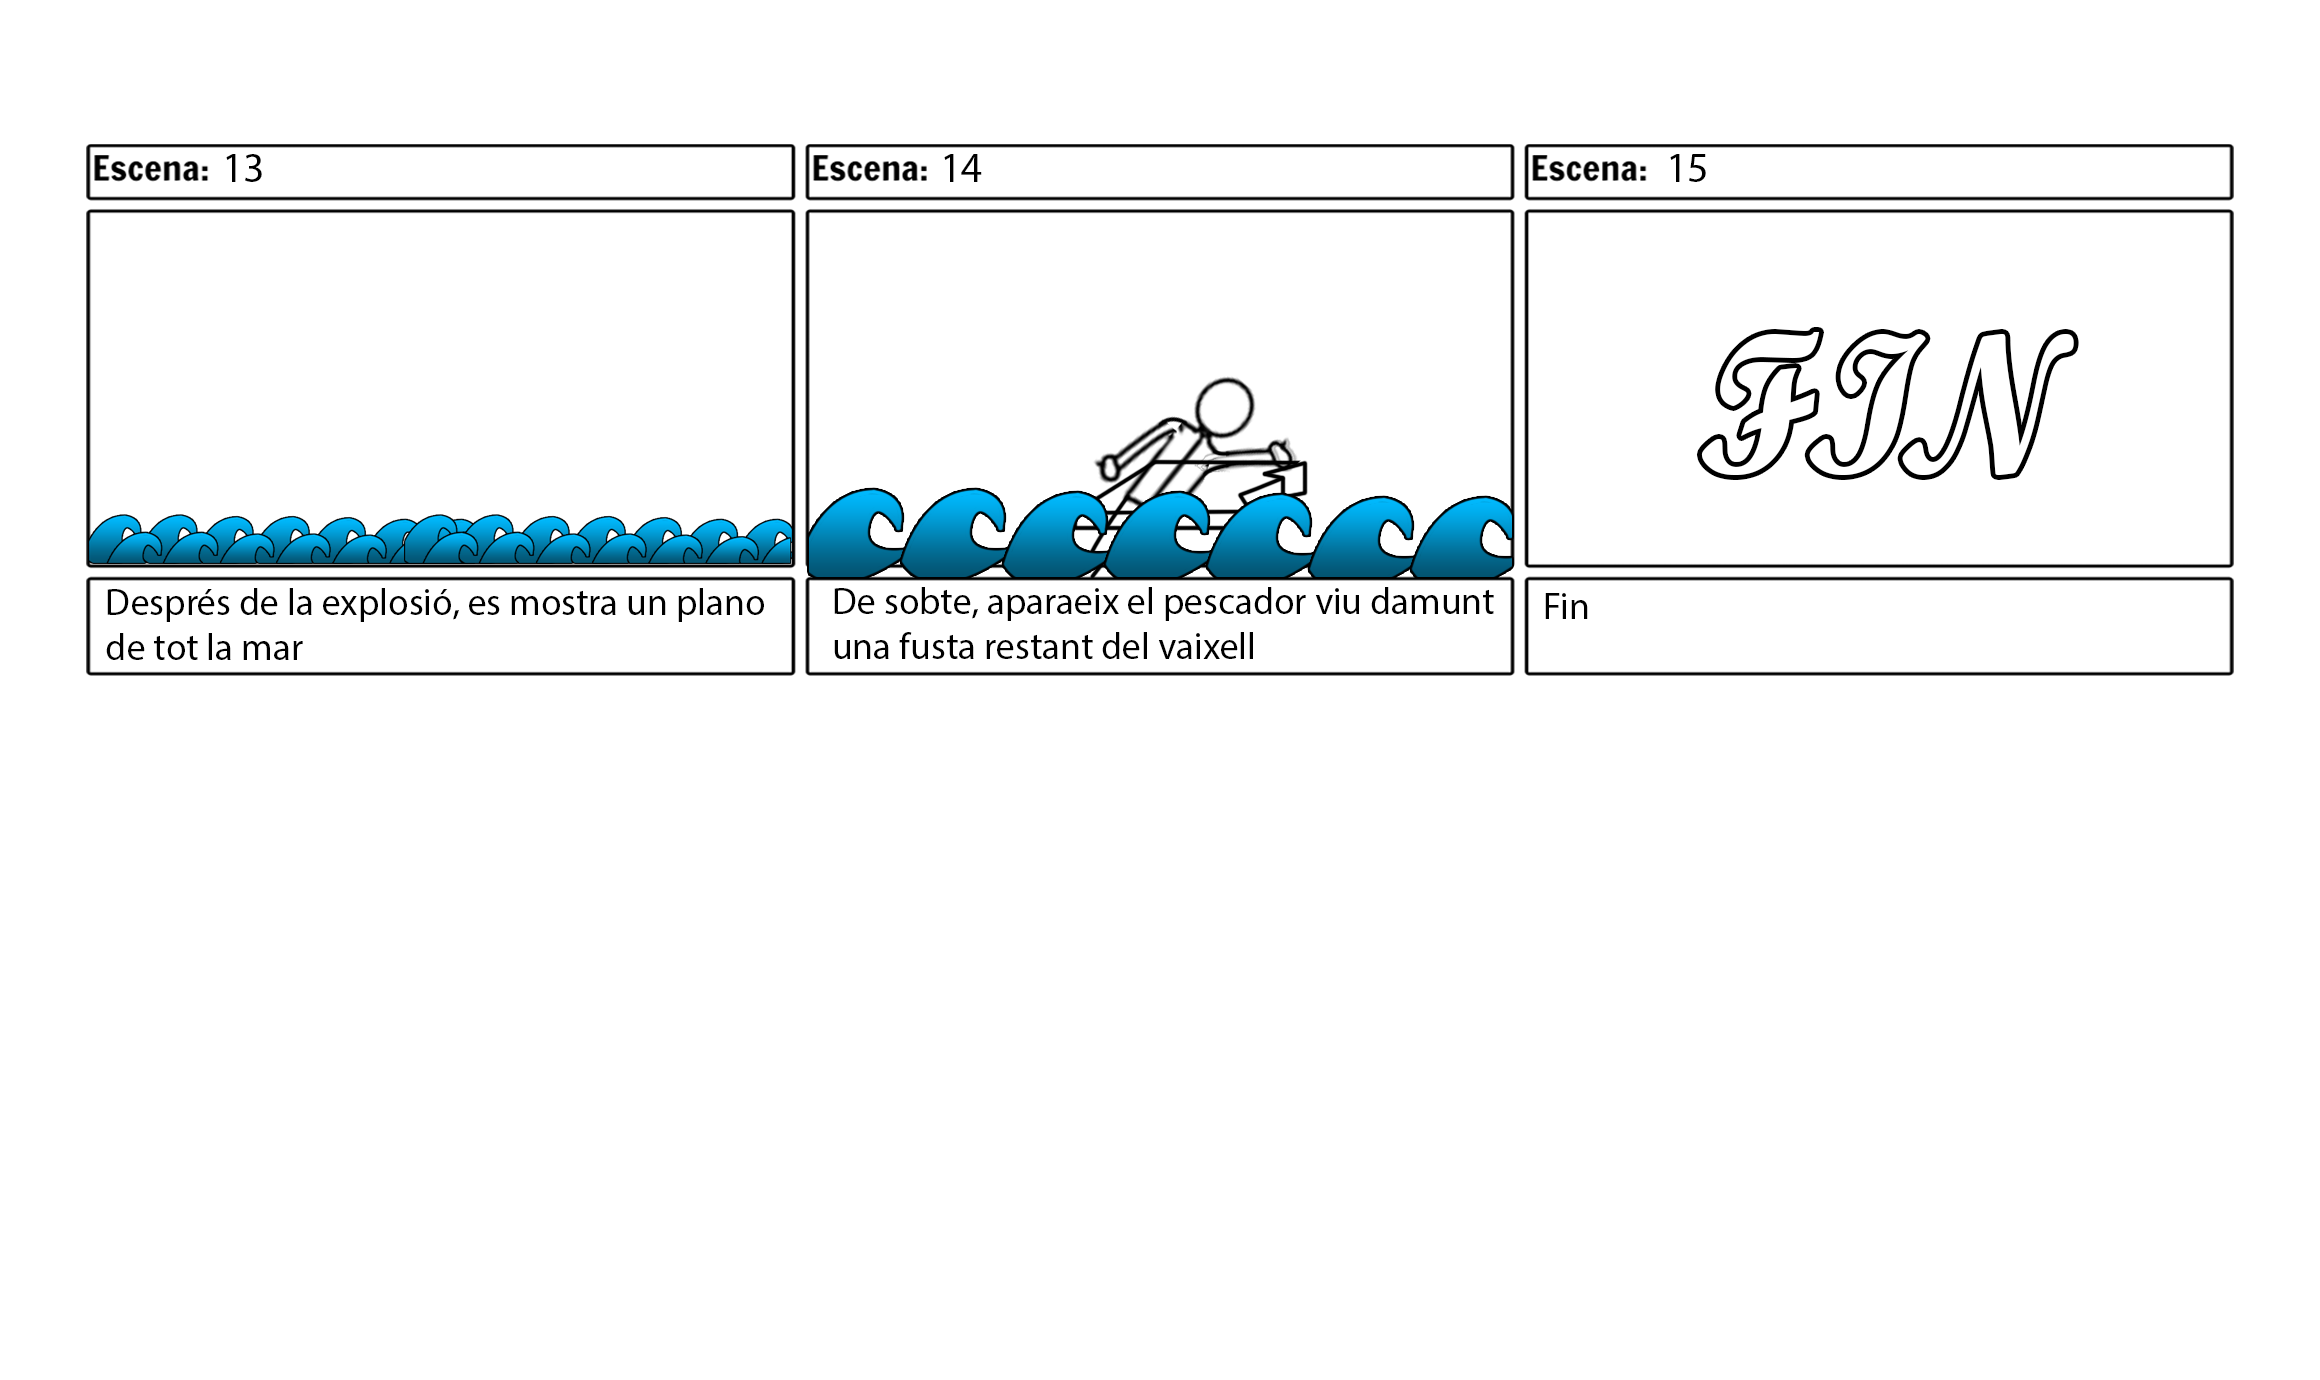 Escena: 13
Escena: 14
Escena: 15
FIN
Després de la explosió, es mostra un plano
de tot la mar
De sobte, aparaeix el pescador viu damunt
una fusta restant del vaixell
Fin